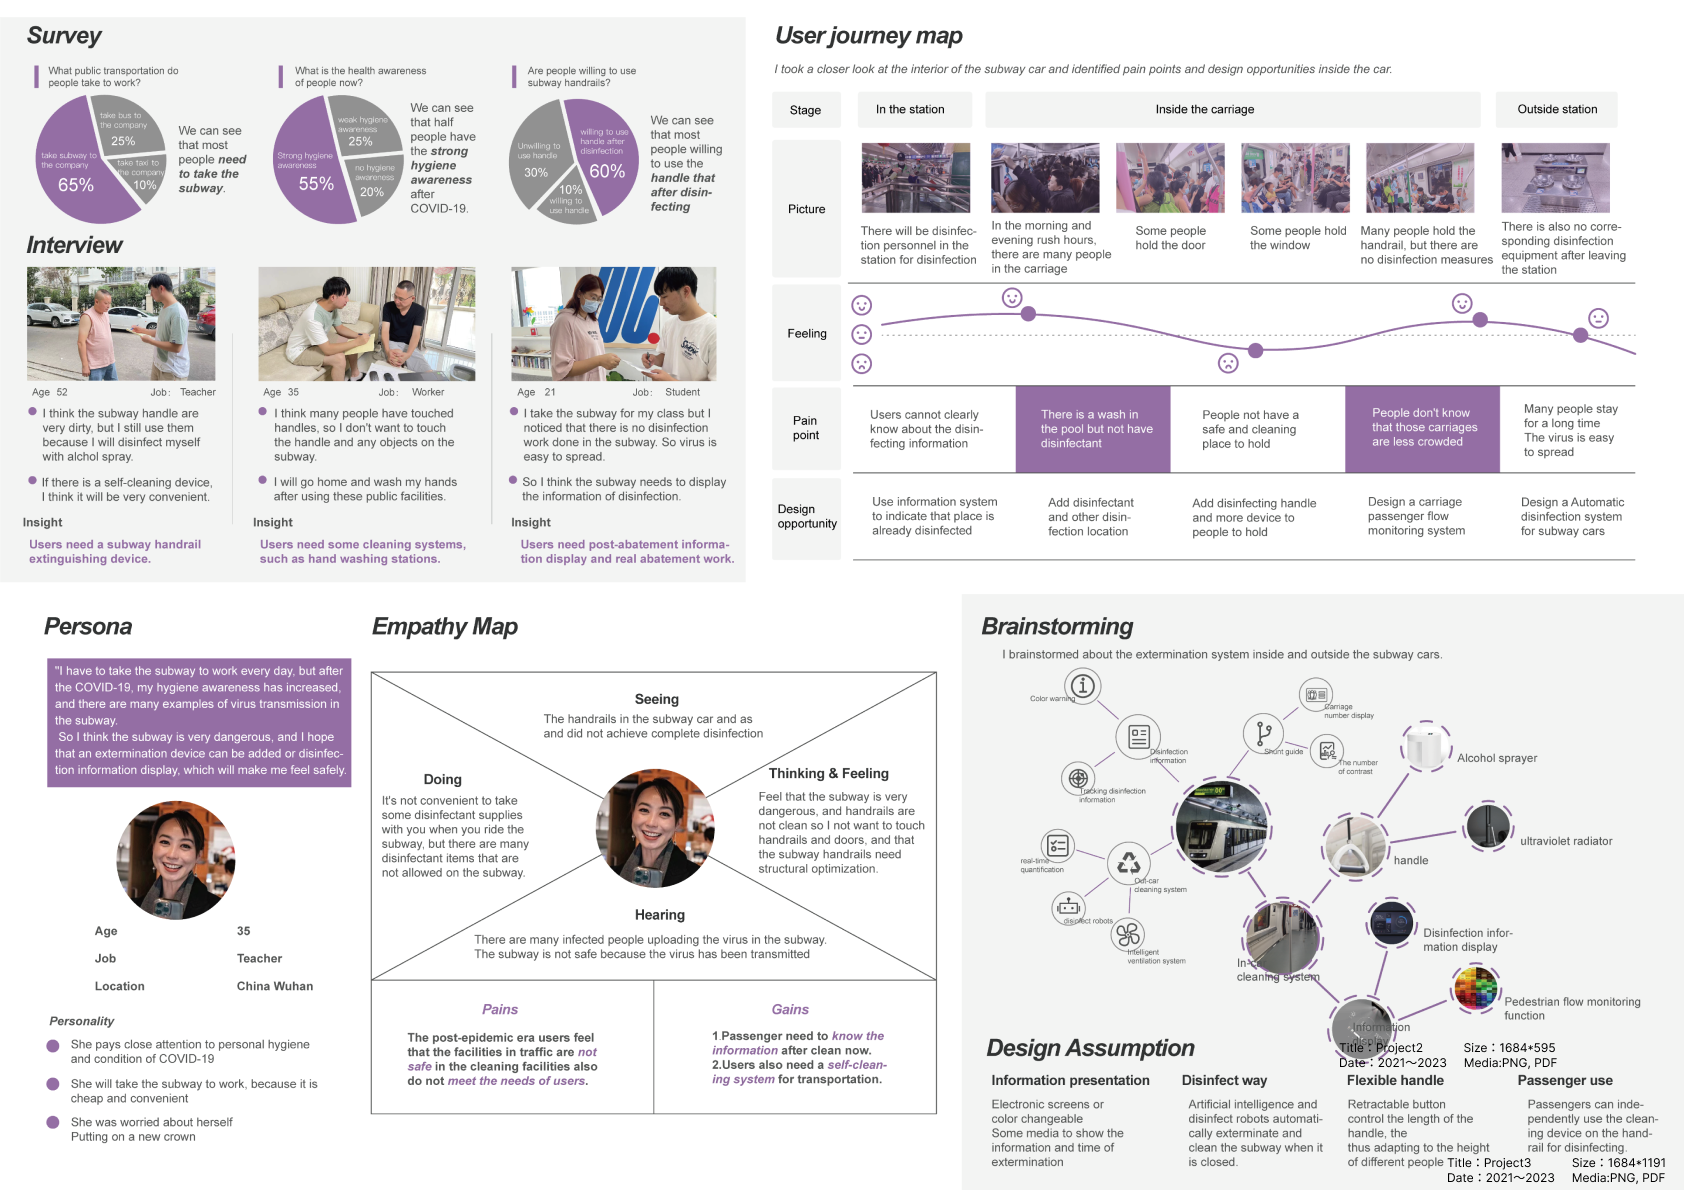 Survey
What public transportation do
people take to work?
take bus to
the company
25%
take subway to
the company
65%
take taxi to
the company
10%
We can see
that most
people need
to take the
subway.
What is the health awareness
of people now?
weak hygiene
awareness
25%
Strong hygiene
awareness
55%
no hygiene
awareness
20%
We can see
that half
people have
the strong
hygiene
awareness
after
COVID-19.
Are people willing to use
subway handrails?
willing to use
handle after
disinfection
60%
Unwilling to
use handle
30%
10%
willing to
use handle
We can see
that most
people willing
to use the
handle that
after disin-
fecting
Interview
Age 52 Job: Teacher
I think the subway handle are
very dirty, but I still use them
because I will disinfect myself
with alchol spray.
If there is a self-cleaning device,
I think it will be very convenient.
Insight
Users need a subway handrail
extinguishing device.
Age 35 Job: Worker
I think many people have touched
handles, so I don't want to touch
the handle and any objects on the
subway.
I will go home and wash my hands
after using these public facilities.
Insight
Users need some cleaning systems,
such as hand washing stations.
Age 21 Job: Student
I take the subway for my class but I
noticed that there is no disinfection
work done in the subway. So virus is
easy to spread.
So I think the subway needs to display
the information of disinfection.
Insight
Users need post-abatement informa-
tion display and real abatement work.
User journey map
I took a closer look at the interior of the subway car and identified pain points and design opportunities inside the car.
Stage
In the station
Inside the carriage
Outside station
Picture
There will be disinfec-
tion personnel in the
station for disinfection
In the morning and
evening rush hours,
there are many people
in the carriage
Some people
hold the door
Some people hold
the window
Many people hold the
handrail, but there are
no disinfection measures
There is also no corre-
sponding disinfection
equipment after leaving
the station
Feeling
Pain
point
Users cannot clearly
know about the disin-
fecting information
There is a wash in
the pool but not have
disinfectant
People not have a
safe and cleaning
place to hold
People don't know
that those carriages
are less crowded
Many people stay
for a long time
The virus is easy
to spread
Design
opportunity
Use information system
to indicate that place is
already disinfected
Add disinfectant
and other disin-
fection location
Add disinfecting handle
and more device to
people to hold
Design a carriage
passenger flow
monitoring system
Design a Automatic
disinfection system
for subway cars
Persona
"I have to take the subway to work every day, but after
the COVID-19, my hygiene awareness has increased,
and there are many examples of virus transmission in
the subway.
So I think the subway is very dangerous, and I hope
that an extermination device can be added or disinfec-
tion information display, which will make me feel safely.
Age 35
Job Teacher
Location China Wuhan
Personality
She pays close attention to personal hygiene
and condition of COVID-19
She will take the subway to work, because it is
cheap and convenient
She was worried about herself
Putting on a new crown
Empathy Map
Seeing
The handrails in the subway car and as
and did not achieve complete disinfection
Doing
It's not convenient to take
some disinfectant supplies
with you when you ride the
subway, but there are many
disinfectant items that are
not allowed on the subway.
Thinking & Feeling
Feel that the subway is very
dangerous, and handrails are
not clean so I not want to touch
handrails and doors, and that
the subway handrails need
structural optimization.
Hearing
There are many infected people uploading the virus in the subway.
The subway is not safe because the virus has been transmitted
Pains
The post-epidemic era users feel
that the facilities in traffic are not
safe in the cleaning facilities also
do not meet the needs of users.
Gains
1.Passenger need to know the
information after clean now.
2.Users also need a self-clean-
ing system for transportation.
Brainstorming
I brainstormed about the extermination system inside and outside the subway cars.
Color warning
Disinfection
information
Tracking disinfection
information
Carriage
number display
Shunt guide
The number
of contrast
Alcohol sprayer
ultraviolet radiator
handle
real-time
quantification
Out-car
cleaning system
disinfect robots
Intelligent
ventilation system
In-car
cleaning system
Disinfection infor-
mation display
Pedestrian flow monitoring
function
Information
display
Title：Project2 Size：1684*595
Date：2021～2023 Media:PNG, PDF
Design Assumption
Information presentation
Electronic screens or
color changeable
Some media to show the
information and time of
extermination
Disinfect way
Artificial intelligence and
disinfect robots automati-
cally exterminate and
clean the subway when it
is closed.
Flexible handle
Retractable button
control the length of the
handle, the
thus adapting to the height
of different people
Passenger use
Passengers can inde-
pendently use the clean-
ing device on the hand-
rail for disinfecting.
Title：Project3 Size：1684*1191
Date：2021～2023 Media:PNG, PDF